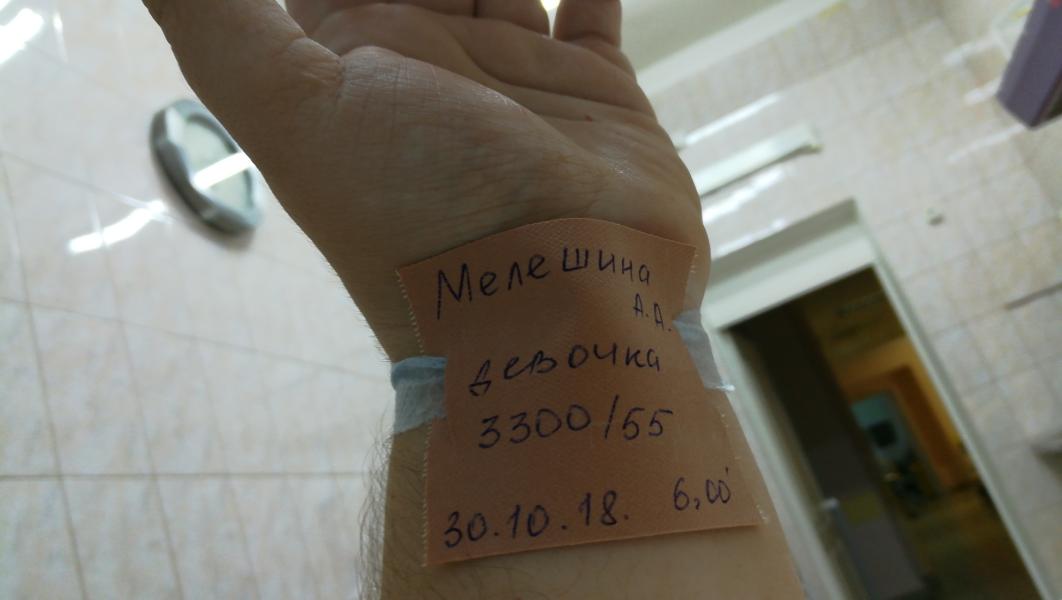 Мелешина
А.А.
девочка
3300/55
30.10.18. 6,00